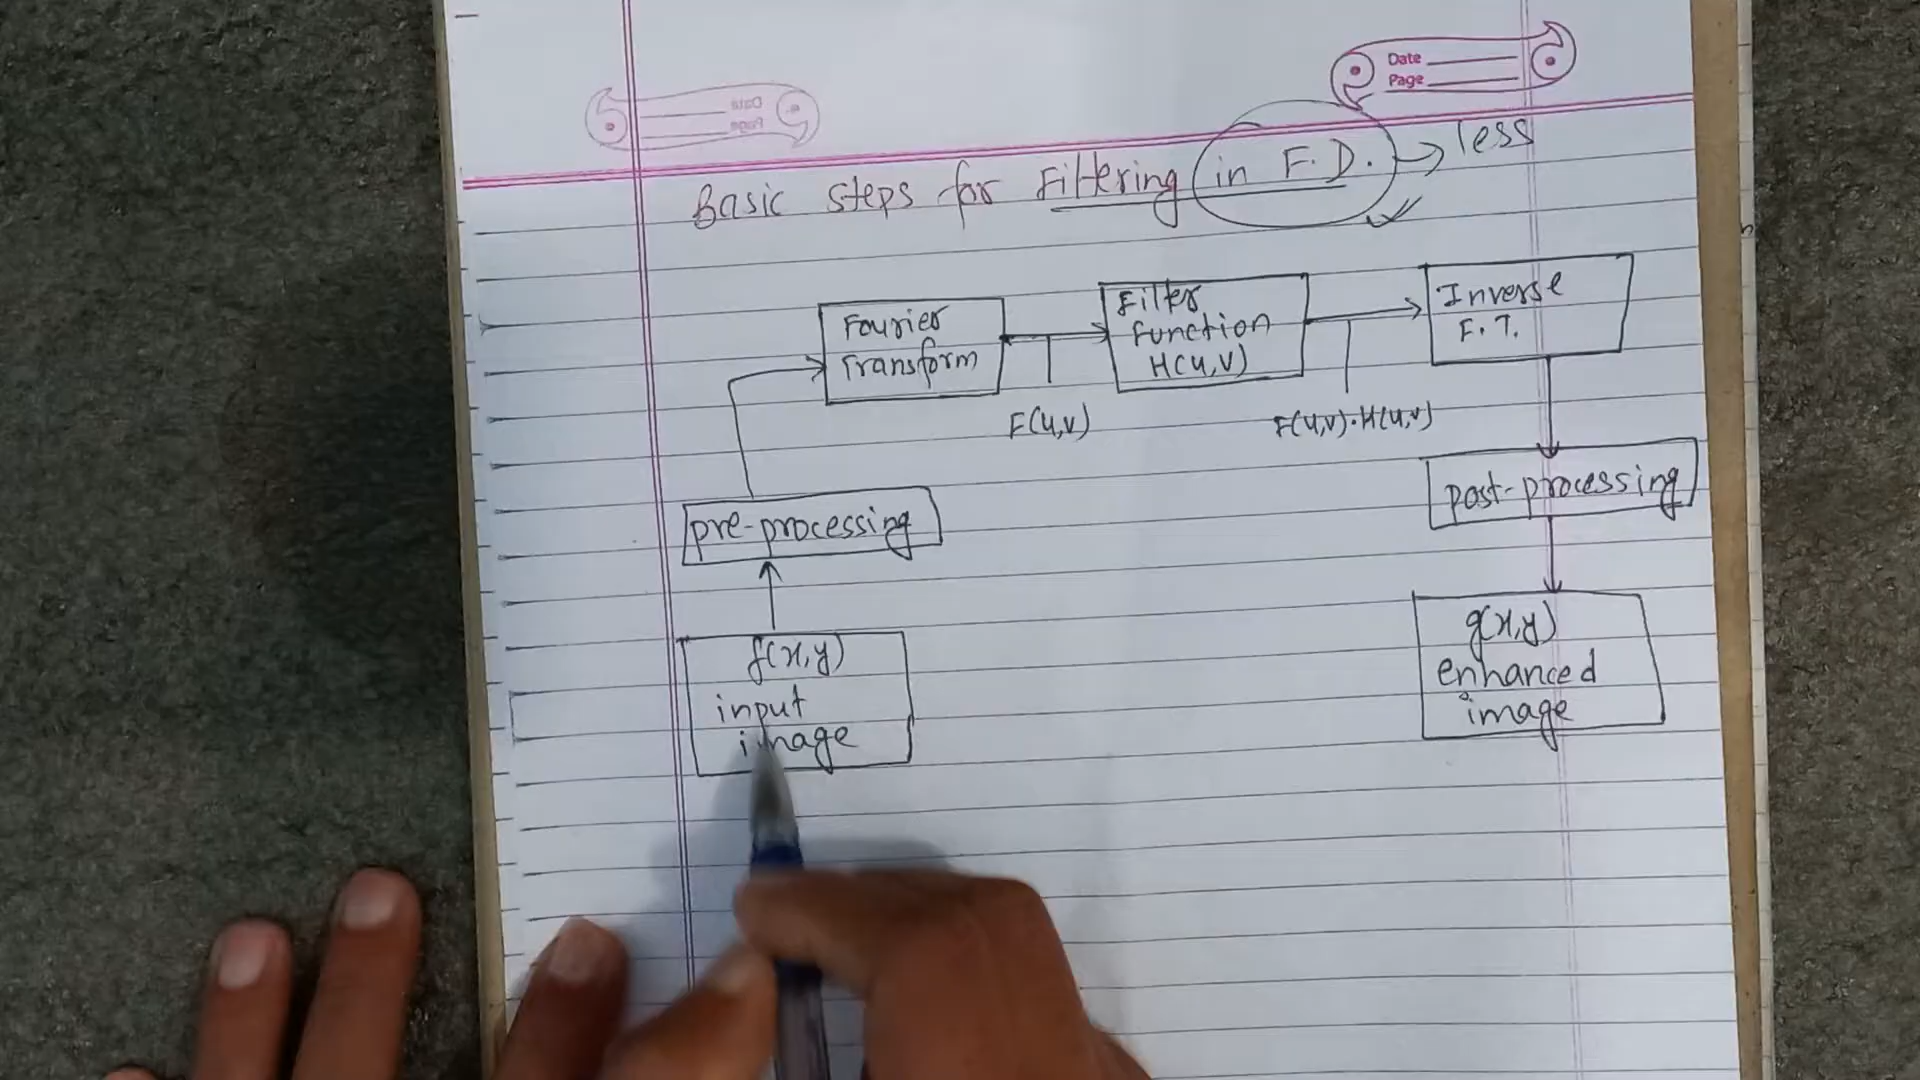 Date
Page
Basic steps for Filtering in F.D. → less
Fourier
Transform
Filter
Function
H(u,v)
Inverse
F.T.
F(u,v)
F(u,v).H(u,v)
pre-processing
post-processing
f(x,y)
input
image
g(x,y)
enhanced
image